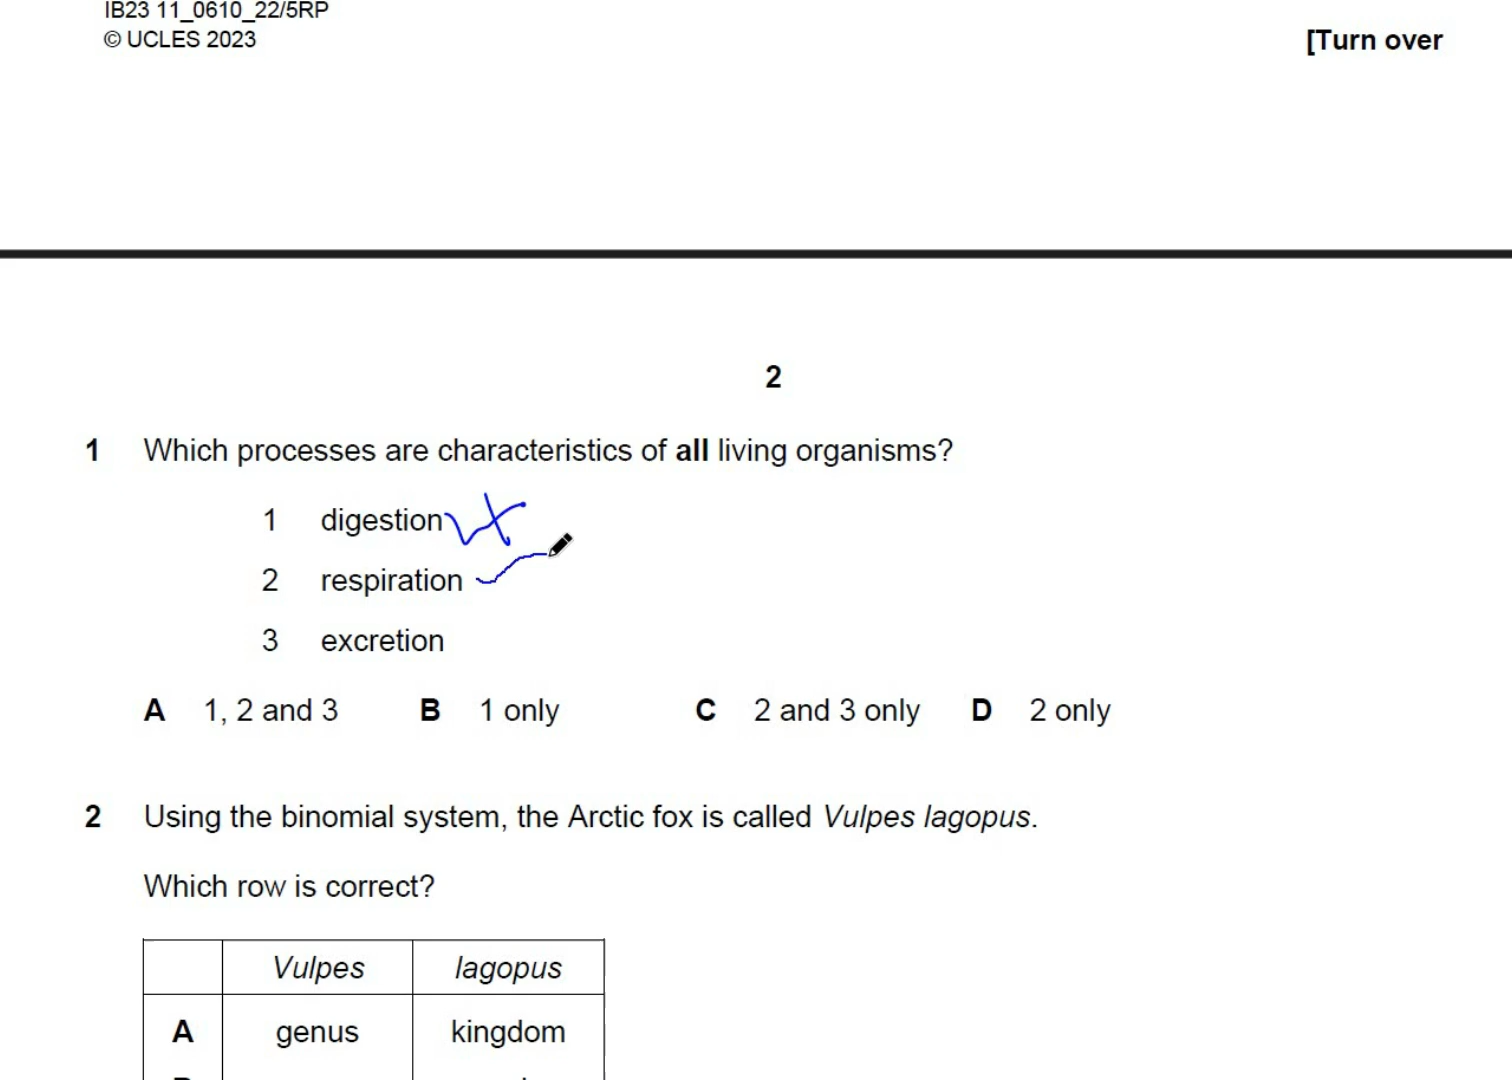 IB23 11_0610_22/5RP
© UCLES 2023
[Turn over
2
1 Which processes are characteristics of all living organisms?
1 digestion
2 respiration
3 excretion
A 1, 2 and 3 B 1 only C 2 and 3 only D 2 only
2 Using the binomial system, the Arctic fox is called Vulpes lagopus.
Which row is correct?
Vulpes lagopus
A genus kingdom